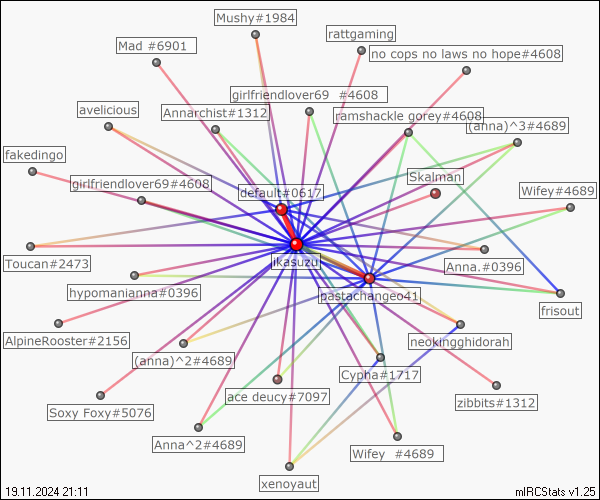 Mushy#1984
rattgaming
Mad #6901
no cops no laws no hope#4608
girlfriendlover69 #4608
avelicious
Annarchist#1312
ramshackle gorey#4608
(anna)^3#4689
fakedingo
girlfriendlover69#4608
Skalman
default#0617
Wifey#4689
Toucan#2473
jikasuzu
Anna.#0396
hypomanianna#0396
pastachangeo41
frisout
AlpineRooster#2156
neokingghidorah
(anna)^2#4689
Cypha#1717
ace deucy#7097
zibbits#1312
Soxy Foxy#5076
Anna^2#4689
Wifey #4689
xenoyaut
19.11.2024 21:11
mIRCStats v1.25